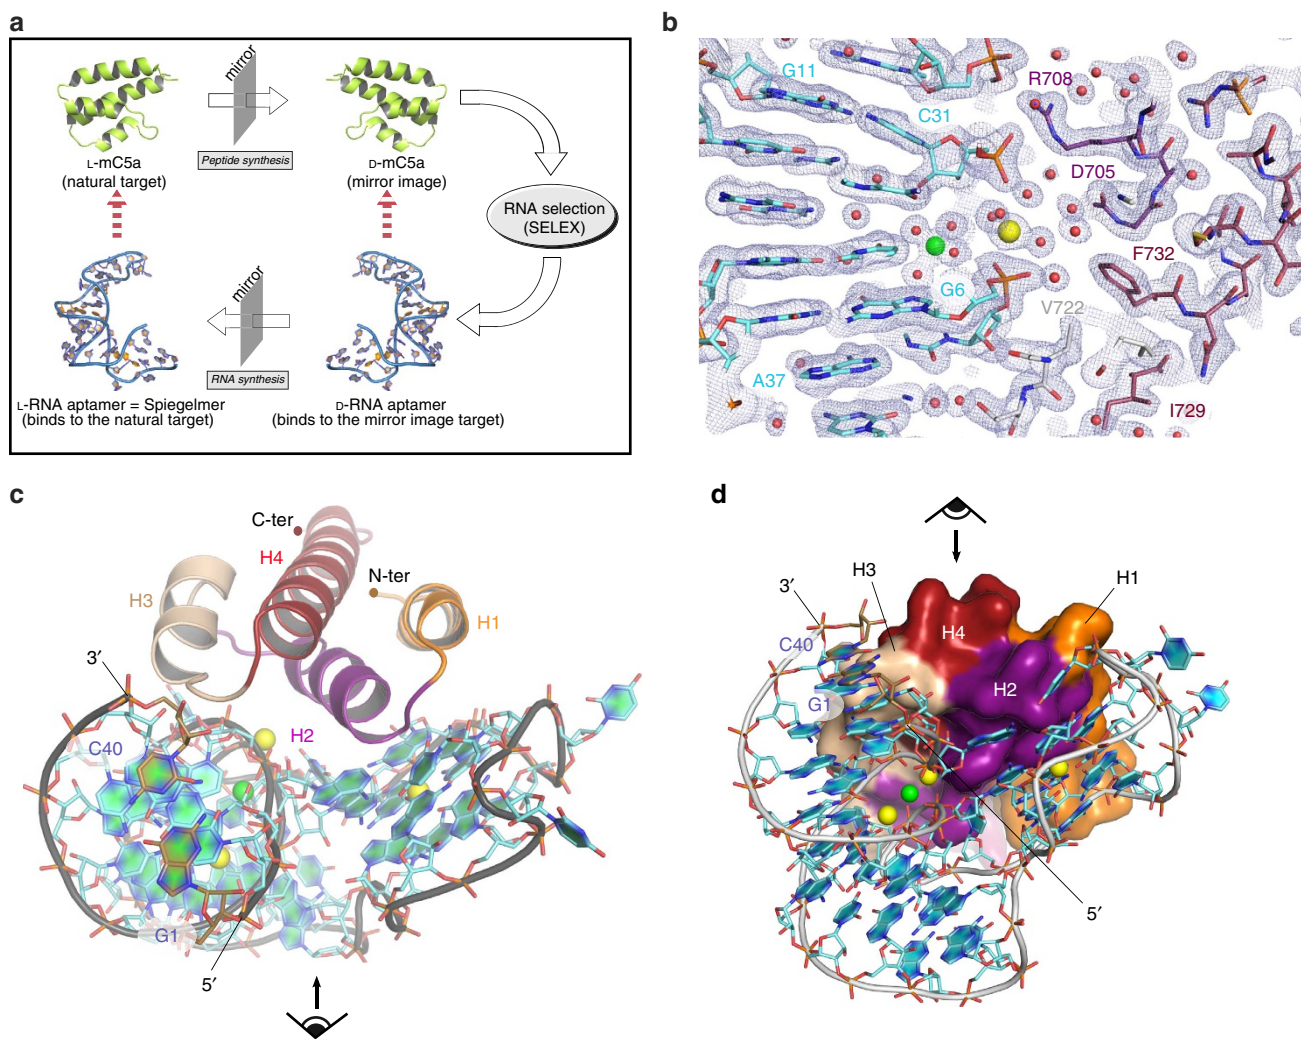 a
mirror
Peptide synthesis
L-mC5a
(natural target)
D-mC5a
(mirror image)
RNA selection
(SELEX)
mirror
RNA synthesis
L-RNA aptamer = Spiegelmer
(binds to the natural target)
D-RNA aptamer
(binds to the mirror image target)
b
G11
R708
C31
D705
F732
G6
V722
A37
I729
c
C-ter
H4
N-ter
H3
H1
3′
H2
C40
G1
5′
d
H3
H1
3′
H4
C40
H2
G1
5′